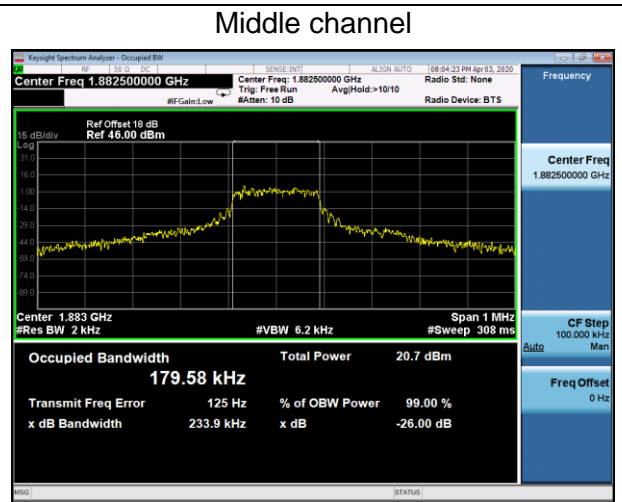 Middle channel
Keysight Spectrum Analyzer - Occupied BW
RF 50 Ω DC SENSE:INT ALIGN AUTO 08:04:23 PM Apr 03, 2020
Center Freq 1.882500000 GHz Center Freq: 1.882500000 GHz Radio Std: None Frequency
Trig: Free Run Avg|Hold:>10/10
#IFGain:Low #Atten: 10 dB Radio Device: BTS
Ref Offset 18 dB
15 dB/div Ref 46.00 dBm
Log
31.0
16.0
1.00
-14.0
-29.0
-44.0
-59.0
-74.0
-89.0
Center Freq
1.882500000 GHz
Center 1.883 GHz Span 1 MHz
#Res BW 2 kHz #VBW 6.2 kHz #Sweep 308 ms
CF Step
100.000 kHz
Auto Man
Occupied Bandwidth Total Power 20.7 dBm
179.58 kHz
Freq Offset
0 Hz
Transmit Freq Error 125 Hz % of OBW Power 99.00 %
x dB Bandwidth 233.9 kHz x dB -26.00 dB
MSG STATUS